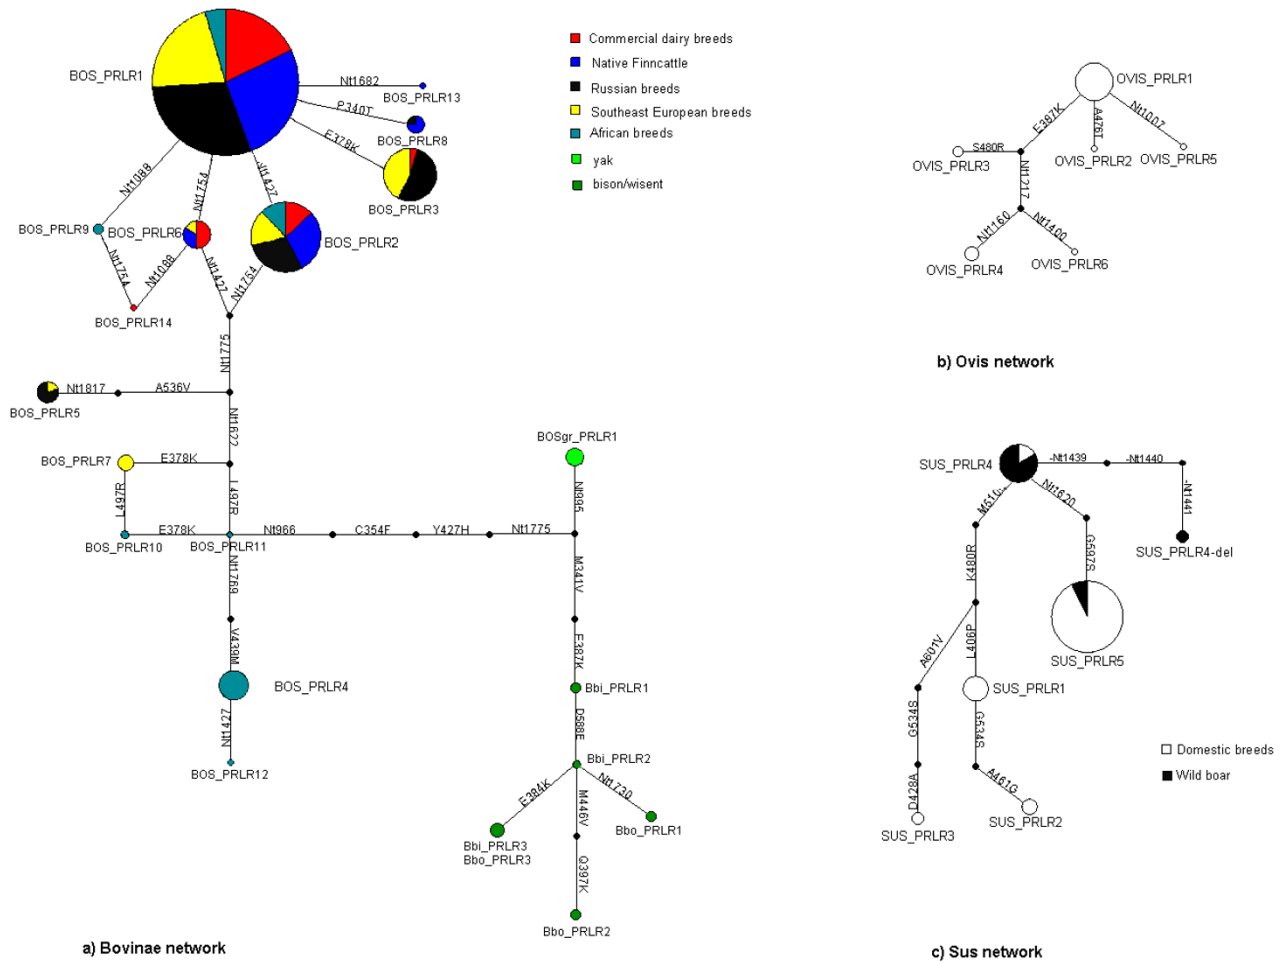 BOS_PRLR1
Nt1682
BOS_PRLR13
P340T
BOS_PRLR8
E378K
BOS_PRLR3
Nt1088
Nt1754
Nt1427
BOS_PRLR9
BOS_PRLR6
BOS_PRLR2
Nt1754
Nt1088
Nt1427
Nt1754
BOS_PRLR14
Nt1775
Nt1817
A536V
BOS_PRLR5
Nt1622
BOS_PRLR7
E378K
L497R
L497R
BOS_PRLR10
E378K
BOS_PRLR11
Nt966
C354F
Y427H
Nt1775
BOSgr_PRLR1
Nt995
Nt1769
V439M
BOS_PRLR4
Nt1427
BOS_PRLR12
M341V
E387K
Bbi_PRLR1
D588E
Bbi_PRLR2
E384K
M446V
Nt1730
Bbi_PRLR3
Bbo_PRLR3
Bbo_PRLR1
Q397K
Bbo_PRLR2
a) Bovinae network
Commercial dairy breeds
Native Finncattle
Russian breeds
Southeast European breeds
African breeds
yak
bison/wisent
OVIS_PRLR1
E387K
A476T
Nt1007
S480R
OVIS_PRLR3
OVIS_PRLR2
OVIS_PRLR5
Nt1217
Nt1160
Nt1400
OVIS_PRLR4
OVIS_PRLR6
b) Ovis network
SUS_PRLR4
-Nt1439
-Nt1440
-Nt1441
SUS_PRLR4-del
M510...
Nt1620
K480R
G597S
SUS_PRLR5
A601V
L406P
SUS_PRLR1
G534S
G534S
D428A
A461G
SUS_PRLR3
SUS_PRLR2
Domestic breeds
Wild boar
c) Sus network